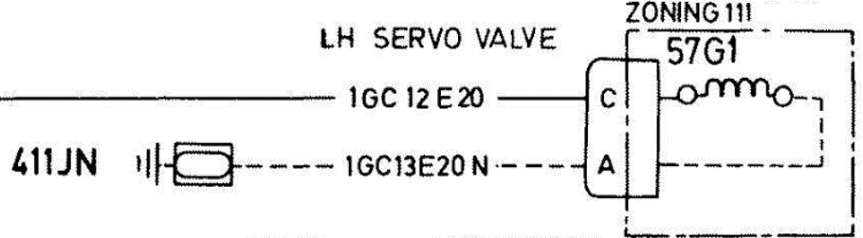 ZONING 111
LH SERVO VALVE
57G1
1GC 12 E 20
C
411JN
1GC13E20 N
A